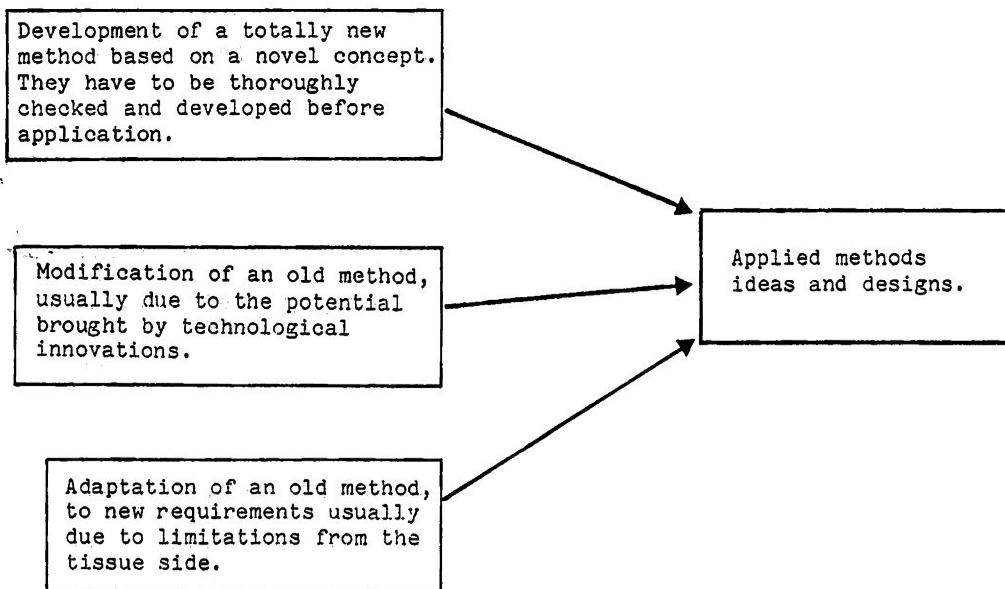 Development of a totally new
method based on a novel concept.
They have to be thoroughly
checked and developed before
application.
Modification of an old method,
usually due to the potential
brought by technological
innovations.
Adaptation of an old method,
to new requirements usually
due to limitations from the
tissue side.
Applied methods
ideas and designs.